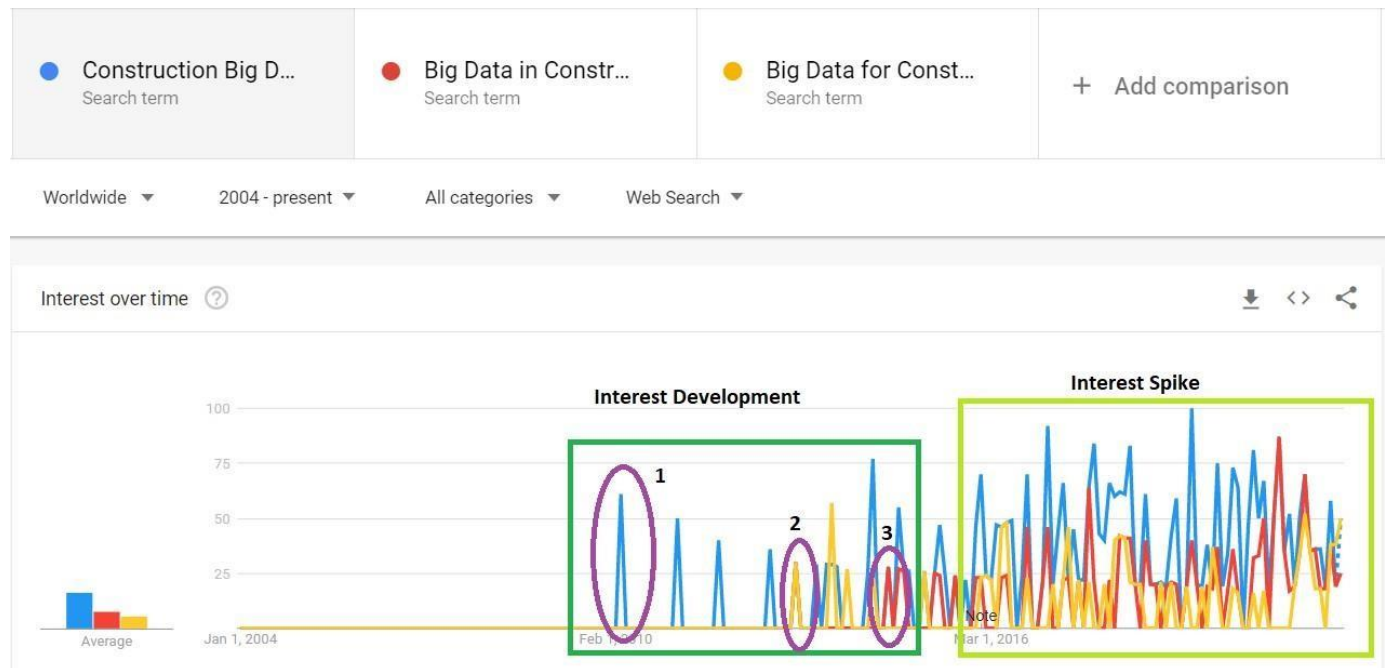 Construction Big D...
Search term
Big Data in Constr...
Search term
Big Data for Const...
Search term
+ Add comparison
Worldwide
2004 - present
All categories
Web Search
Interest over time
?
Interest Development
Interest Spike
100
75
50
25
1
2
3
Note
Average
Jan 1, 2004
Feb 1, 2010
Mar 1, 2016